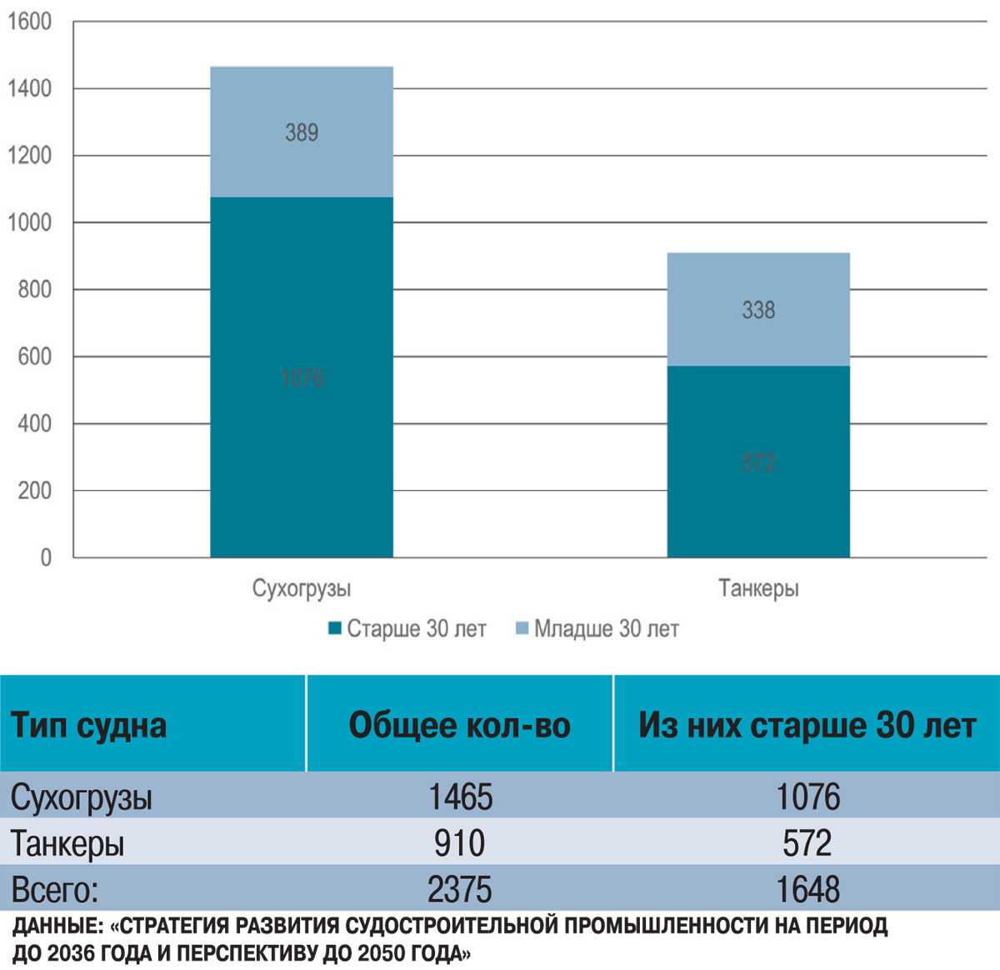 1600
1400
1200
1000
800
600
400
200
0
389
1076
338
572
Сухогрузы Танкеры
Старше 30 лет Младше 30 лет
Тип судна Общее кол-во Из них старше 30 лет
Сухогрузы 1465 1076
Танкеры 910 572
Всего: 2375 1648
ДАННЫЕ: «СТРАТЕГИЯ РАЗВИТИЯ СУДОСТРОИТЕЛЬНОЙ ПРОМЫШЛЕННОСТИ НА ПЕРИОД
ДО 2036 ГОДА И ПЕРСПЕКТИВУ ДО 2050 ГОДА»